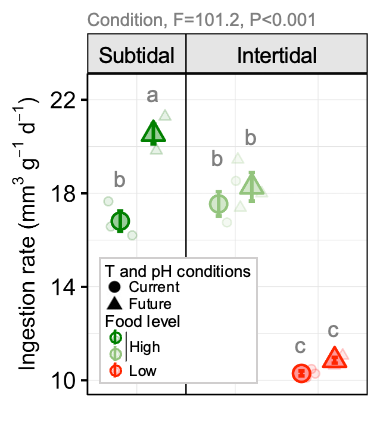 Condition, F=101.2, P<0.001
Subtidal Intertidal
Ingestion rate (mm³ g⁻¹ d⁻¹)
22
18
14
10
a
b
b
b
c
c
T and pH conditions
Current
Future
Food level
High
Low